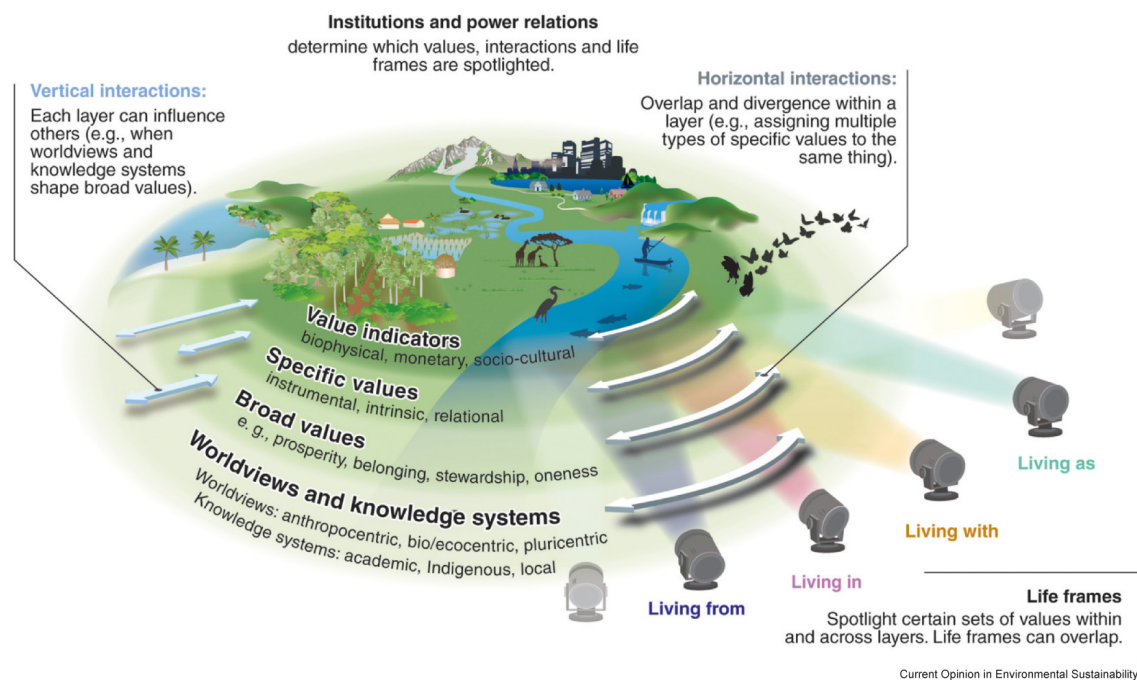 Institutions and power relations
determine which values, interactions and life
frames are spotlighted.
Vertical interactions:
Each layer can influence
others (e.g., when
worldviews and
knowledge systems
shape broad values).
Horizontal interactions:
Overlap and divergence within a
layer (e.g., assigning multiple
types of specific values to the
same thing).
Value indicators
biophysical, monetary, socio-cultural
Specific values
instrumental, intrinsic, relational
Broad values
e. g., prosperity, belonging, stewardship, oneness
Worldviews and knowledge systems
Worldviews: anthropocentric, bio/ecocentric, pluricentric
Knowledge systems: academic, Indigenous, local
Living from
Living in
Living with
Living as
Life frames
Spotlight certain sets of values within
and across layers. Life frames can overlap.
Current Opinion in Environmental Sustainability